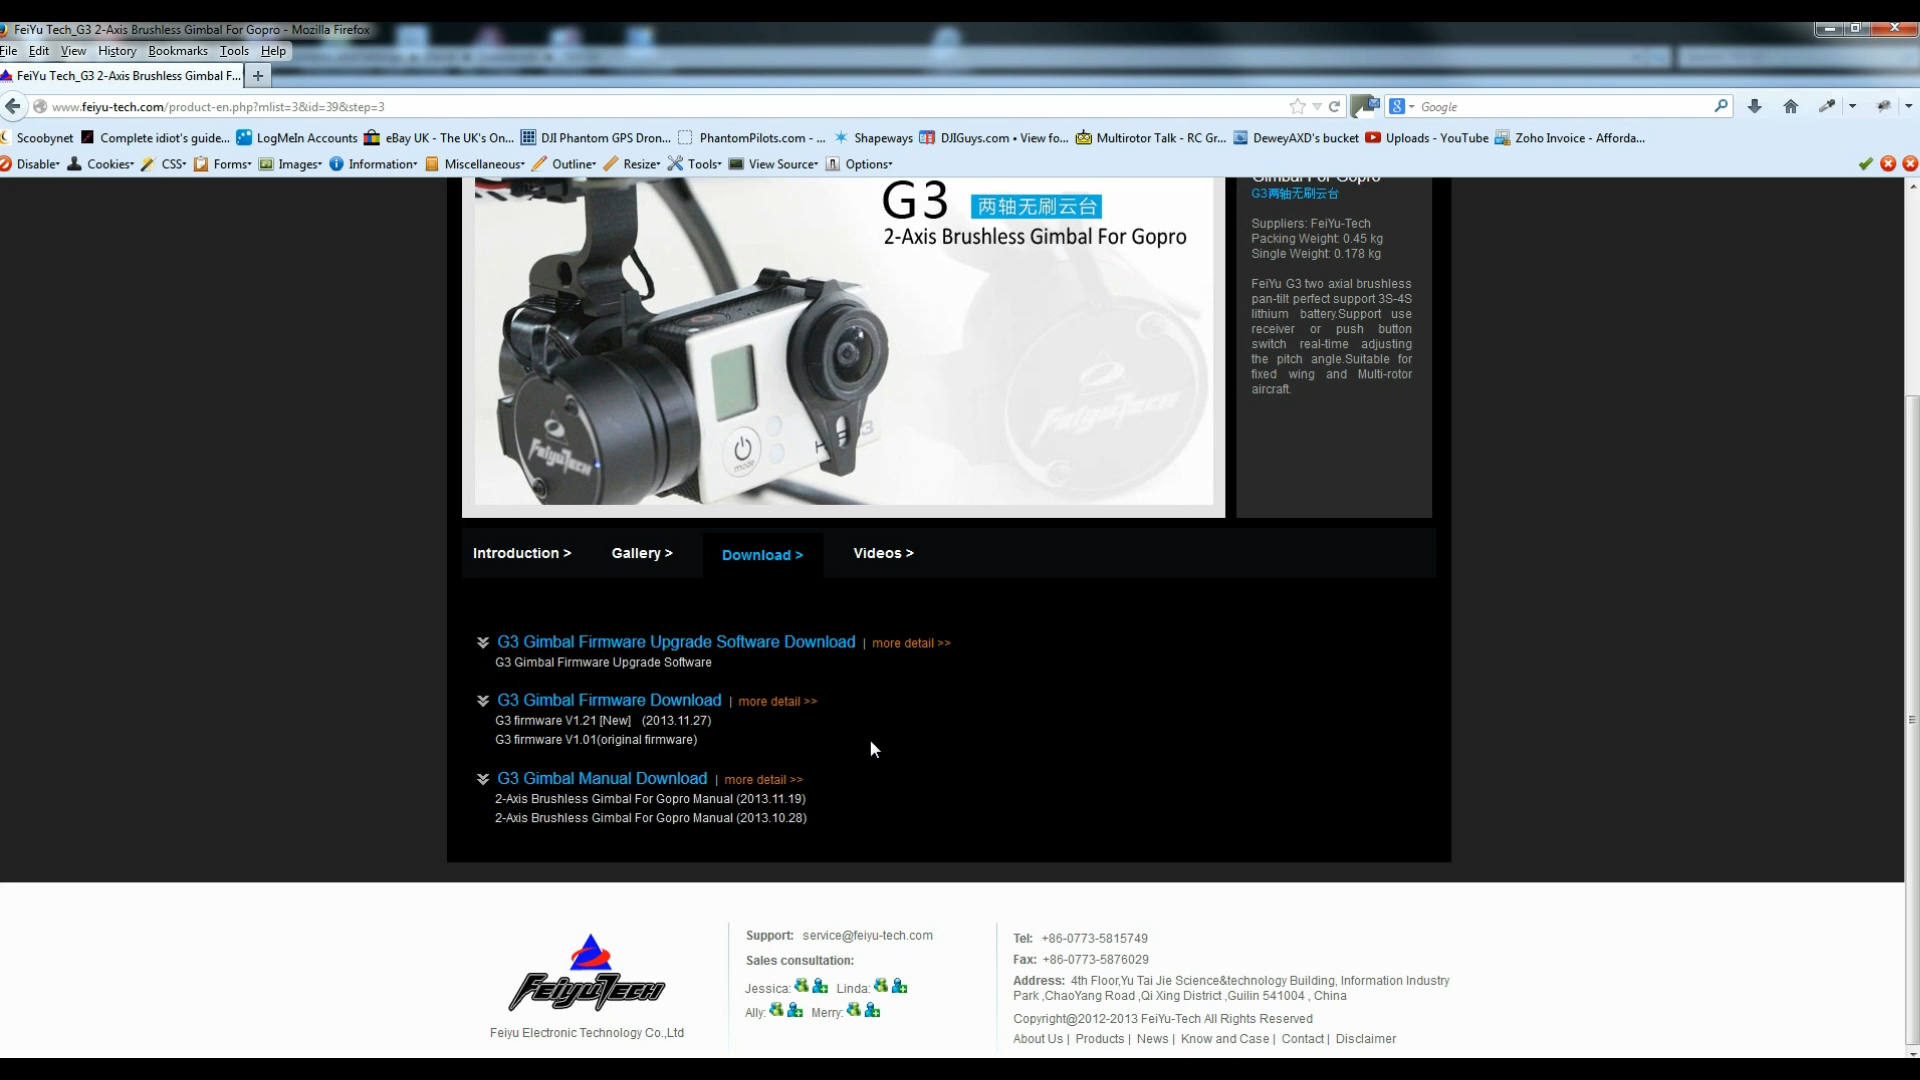 FeiYu Tech_G3 2-Axis Brushless Gimbal For Gopro - Mozilla Firefox
File Edit View History Bookmarks Tools Help
FeiYu Tech_G3 2-Axis Brushless Gimbal F...
www.feiyu-tech.com/product-en.php?mlist=3&id=39&step=3
Google
Scoobynet Complete idiot's guide... LogMeIn Accounts eBay UK - The UK's On... DJI Phantom GPS Dron... PhantomPilots.com - ... Shapeways DJIGuys.com • View fo... Multirotor Talk - RC Gr... DeweyAXD's bucket Uploads - YouTube Zoho Invoice - Afforda...
Disable Cookies CSS Forms Images Information Miscellaneous Outline Resize Tools View Source Options
G3 两轴无刷云台
2-Axis Brushless Gimbal For Gopro
mode
FeiyuTech
FeiyuTech
Gimbal For Gopro
G3两轴无刷云台
Suppliers: FeiYu-Tech
Packing Weight: 0.45 kg
Single Weight: 0.178 kg
FeiYu G3 two axial brushless
pan-tilt perfect support 3S-4S
lithium battery.Support use
receiver or push button
switch real-time adjusting
the pitch angle.Suitable for
fixed wing and Multi-rotor
aircraft.
Introduction > Gallery > Download > Videos >
G3 Gimbal Firmware Upgrade Software Download | more detail >>
G3 Gimbal Firmware Upgrade Software
G3 Gimbal Firmware Download | more detail >>
G3 firmware V1.21 [New] (2013.11.27)
G3 firmware V1.01(original firmware)
G3 Gimbal Manual Download | more detail >>
2-Axis Brushless Gimbal For Gopro Manual (2013.11.19)
2-Axis Brushless Gimbal For Gopro Manual (2013.10.28)
FeiyuTech
Feiyu Electronic Technology Co.,Ltd
Support: service@feiyu-tech.com
Sales consultation:
Jessica: Linda:
Ally: Merry:
Tel: +86-0773-5815749
Fax: +86-0773-5876029
Address: 4th Floor,Yu Tai Jie Science&technology Building, Information Industry
Park ,ChaoYang Road ,Qi Xing District ,Guilin 541004 , China
Copyright@2012-2013 FeiYu-Tech All Rights Reserved
About Us | Products | News | Know and Case | Contact | Disclaimer